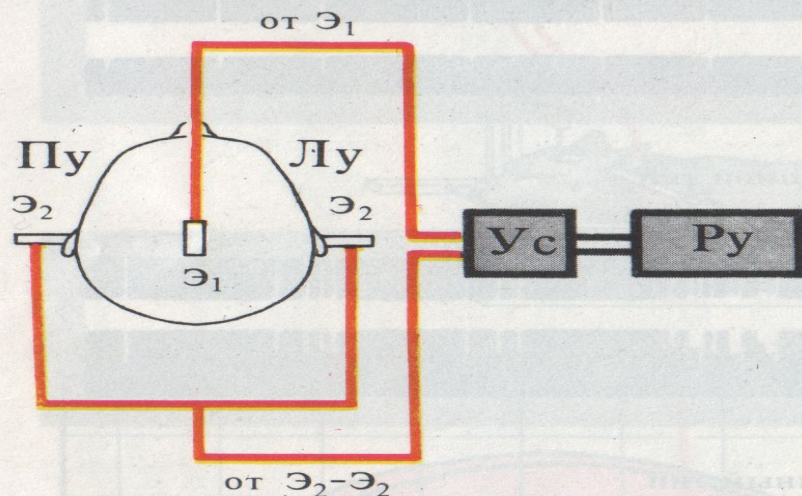 от Э₁
Пу Лу
Э₂ Э₂
Э₁
Ус Ру
от Э₂-Э₂